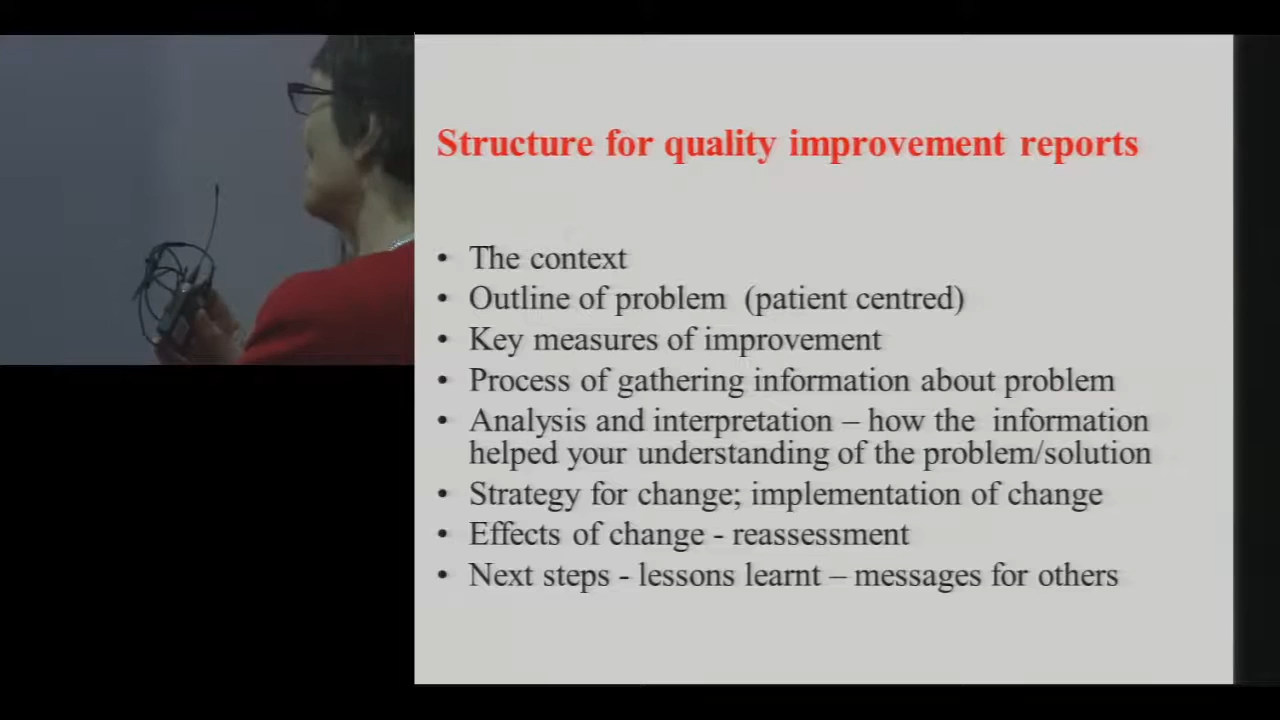 Structure for quality improvement reports
• The context
• Outline of problem (patient centred)
• Key measures of improvement
• Process of gathering information about problem
• Analysis and interpretation – how the information
helped your understanding of the problem/solution
• Strategy for change; implementation of change
• Effects of change - reassessment
• Next steps - lessons learnt – messages for others